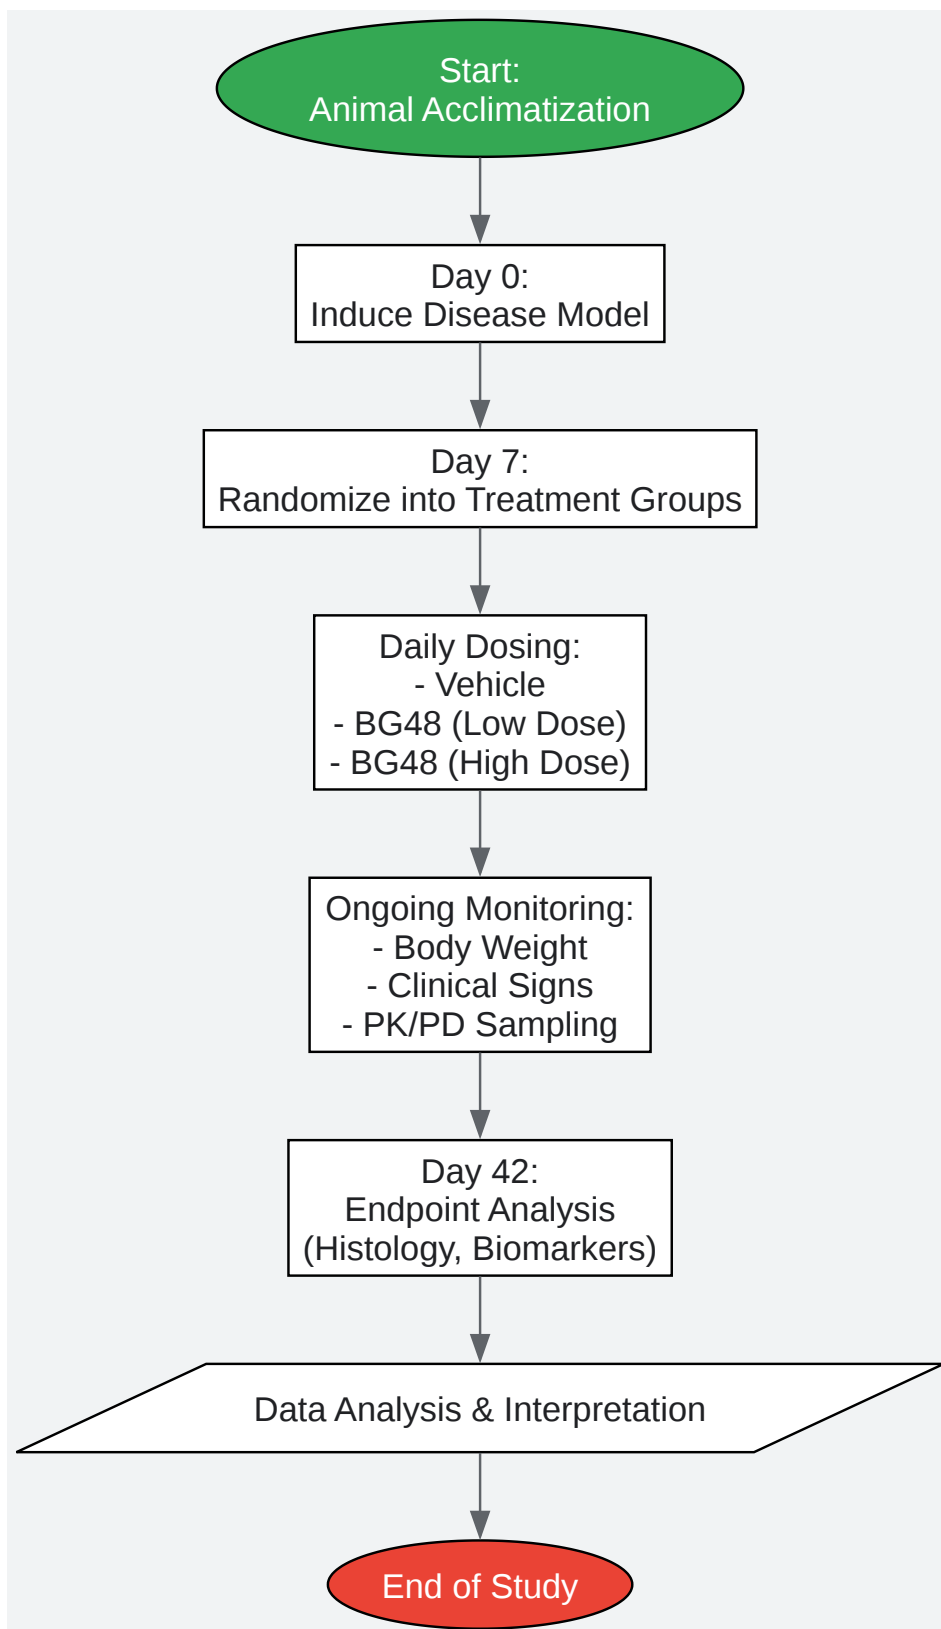 Start:
Animal Acclimatization
Day 0:
Induce Disease Model
Day 7:
Randomize into Treatment Groups
Daily Dosing:
- Vehicle
- BG48 (Low Dose)
- BG48 (High Dose)
Ongoing Monitoring:
- Body Weight
- Clinical Signs
- PK/PD Sampling
Day 42:
Endpoint Analysis
(Histology, Biomarkers)
Data Analysis & Interpretation
End of Study